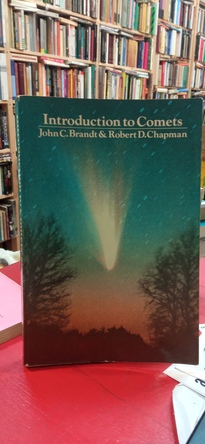 Introduction to Comets
John C. Brandt & Robert D. Chapman